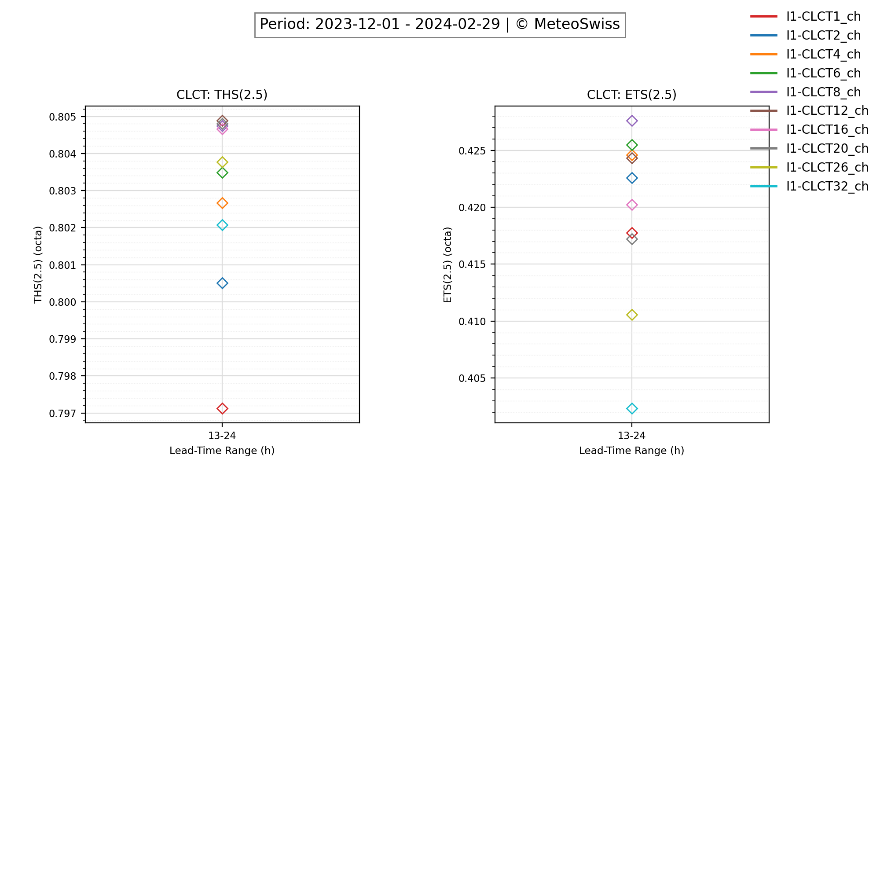 Period: 2023-12-01 - 2024-02-29 | © MeteoSwiss
I1-CLCT1_ch
I1-CLCT2_ch
I1-CLCT4_ch
I1-CLCT6_ch
I1-CLCT8_ch
I1-CLCT12_ch
I1-CLCT16_ch
I1-CLCT20_ch
I1-CLCT26_ch
I1-CLCT32_ch
CLCT: THS(2.5)
THS(2.5) (octa)
0.805
0.804
0.803
0.802
0.801
0.800
0.799
0.798
0.797
13-24
Lead-Time Range (h)
CLCT: ETS(2.5)
ETS(2.5) (octa)
0.425
0.420
0.415
0.410
0.405
13-24
Lead-Time Range (h)